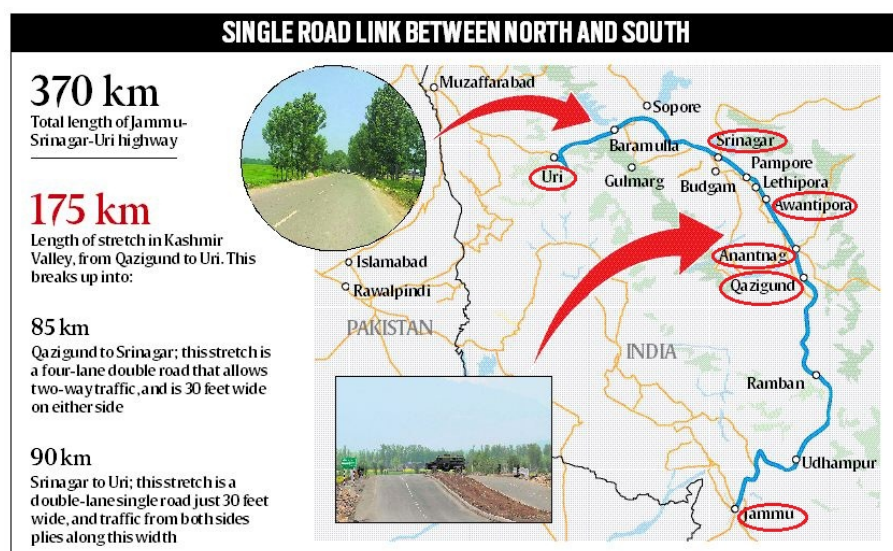 SINGLE ROAD LINK BETWEEN NORTH AND SOUTH
370 km
Total length of Jammu-
Srinagar-Uri highway
175 km
Length of stretch in Kashmir
Valley, from Qazigund to Uri. This
breaks up into:
85 km
Qazigund to Srinagar; this stretch is
a four-lane double road that allows
two-way traffic, and is 30 feet wide
on either side
90 km
Srinagar to Uri; this stretch is a
double-lane single road just 30 feet
wide, and traffic from both sides
plies along this width
Muzaffarabad
Sopore
Baramulla
Srinagar
Uri
Gulmarg
Budgam
Pampore
Lethipora
Awantipora
Islamabad
Rawalpindi
Anantnag
Qazigund
PAKISTAN
INDIA
Ramban
Udhampur
Jammu